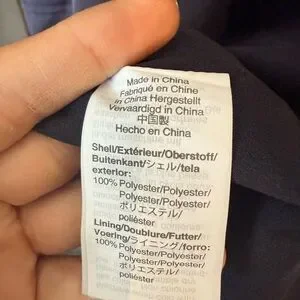 Made in China
Fabriqué en Chine
In China Hergestellt
Vervaardigd in China
中国製
Hecho en China
Shell/Extérieur/Oberstoff/
Buitenkant/シェル/tela
exterior:
100% Polyester/Polyester/
Polyester/Polyester/
ポリエステル/
poliéster
Lining/Doublure/Futter/
Voering/ライニング/forro:
100% Polyester/Polyester/
Polyester/Polyester/
ポリエステル/
poliéster